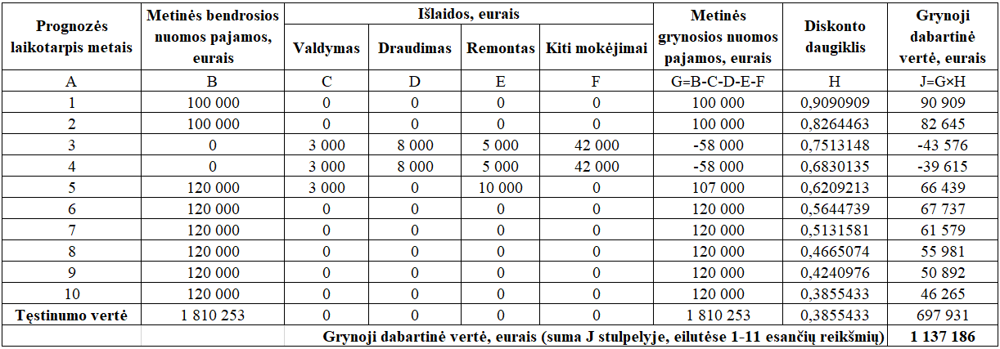 Prognozės laikotarpis metais | Metinės bendrosios nuomos pajamos, eurais | Išlaidos, eurais | Metinės grynosios nuomos pajamos, eurais | Diskonto daugiklis | Grynoji dabartinė vertė, eurais
Valdymas | Draudimas | Remontas | Kiti mokėjimai
A | B | C | D | E | F | G=B-C-D-E-F | H | J=G×H
1 | 100 000 | 0 | 0 | 0 | 0 | 100 000 | 0,9090909 | 90 909
2 | 100 000 | 0 | 0 | 0 | 0 | 100 000 | 0,8264463 | 82 645
3 | 0 | 3 000 | 8 000 | 5 000 | 42 000 | -58 000 | 0,7513148 | -43 576
4 | 0 | 3 000 | 8 000 | 5 000 | 42 000 | -58 000 | 0,6830135 | -39 615
5 | 120 000 | 3 000 | 0 | 10 000 | 0 | 107 000 | 0,6209213 | 66 439
6 | 120 000 | 0 | 0 | 0 | 0 | 120 000 | 0,5644739 | 67 737
7 | 120 000 | 0 | 0 | 0 | 0 | 120 000 | 0,5131581 | 61 579
8 | 120 000 | 0 | 0 | 0 | 0 | 120 000 | 0,4665074 | 55 981
9 | 120 000 | 0 | 0 | 0 | 0 | 120 000 | 0,4240976 | 50 892
10 | 120 000 | 0 | 0 | 0 | 0 | 120 000 | 0,3855433 | 46 265
Tęstinumo vertė | 1 810 253 | 0 | 0 | 0 | 0 | 1 810 253 | 0,3855433 | 697 931
Grynoji dabartinė vertė, eurais (suma J stulpelyje, eilutėse 1-11 esančių reikšmių) | 1 137 186